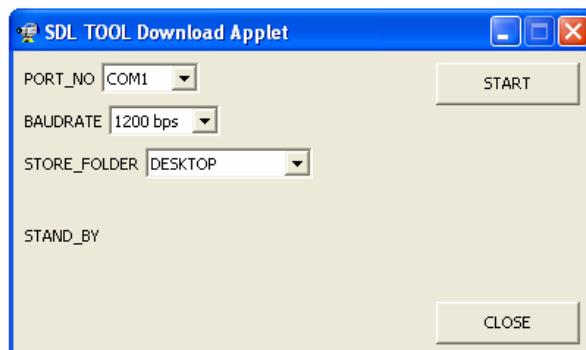 SDL TOOL Download Applet
PORT_NO COM1
START
BAUDRATE 1200 bps
STORE_FOLDER DESKTOP
STAND_BY
CLOSE